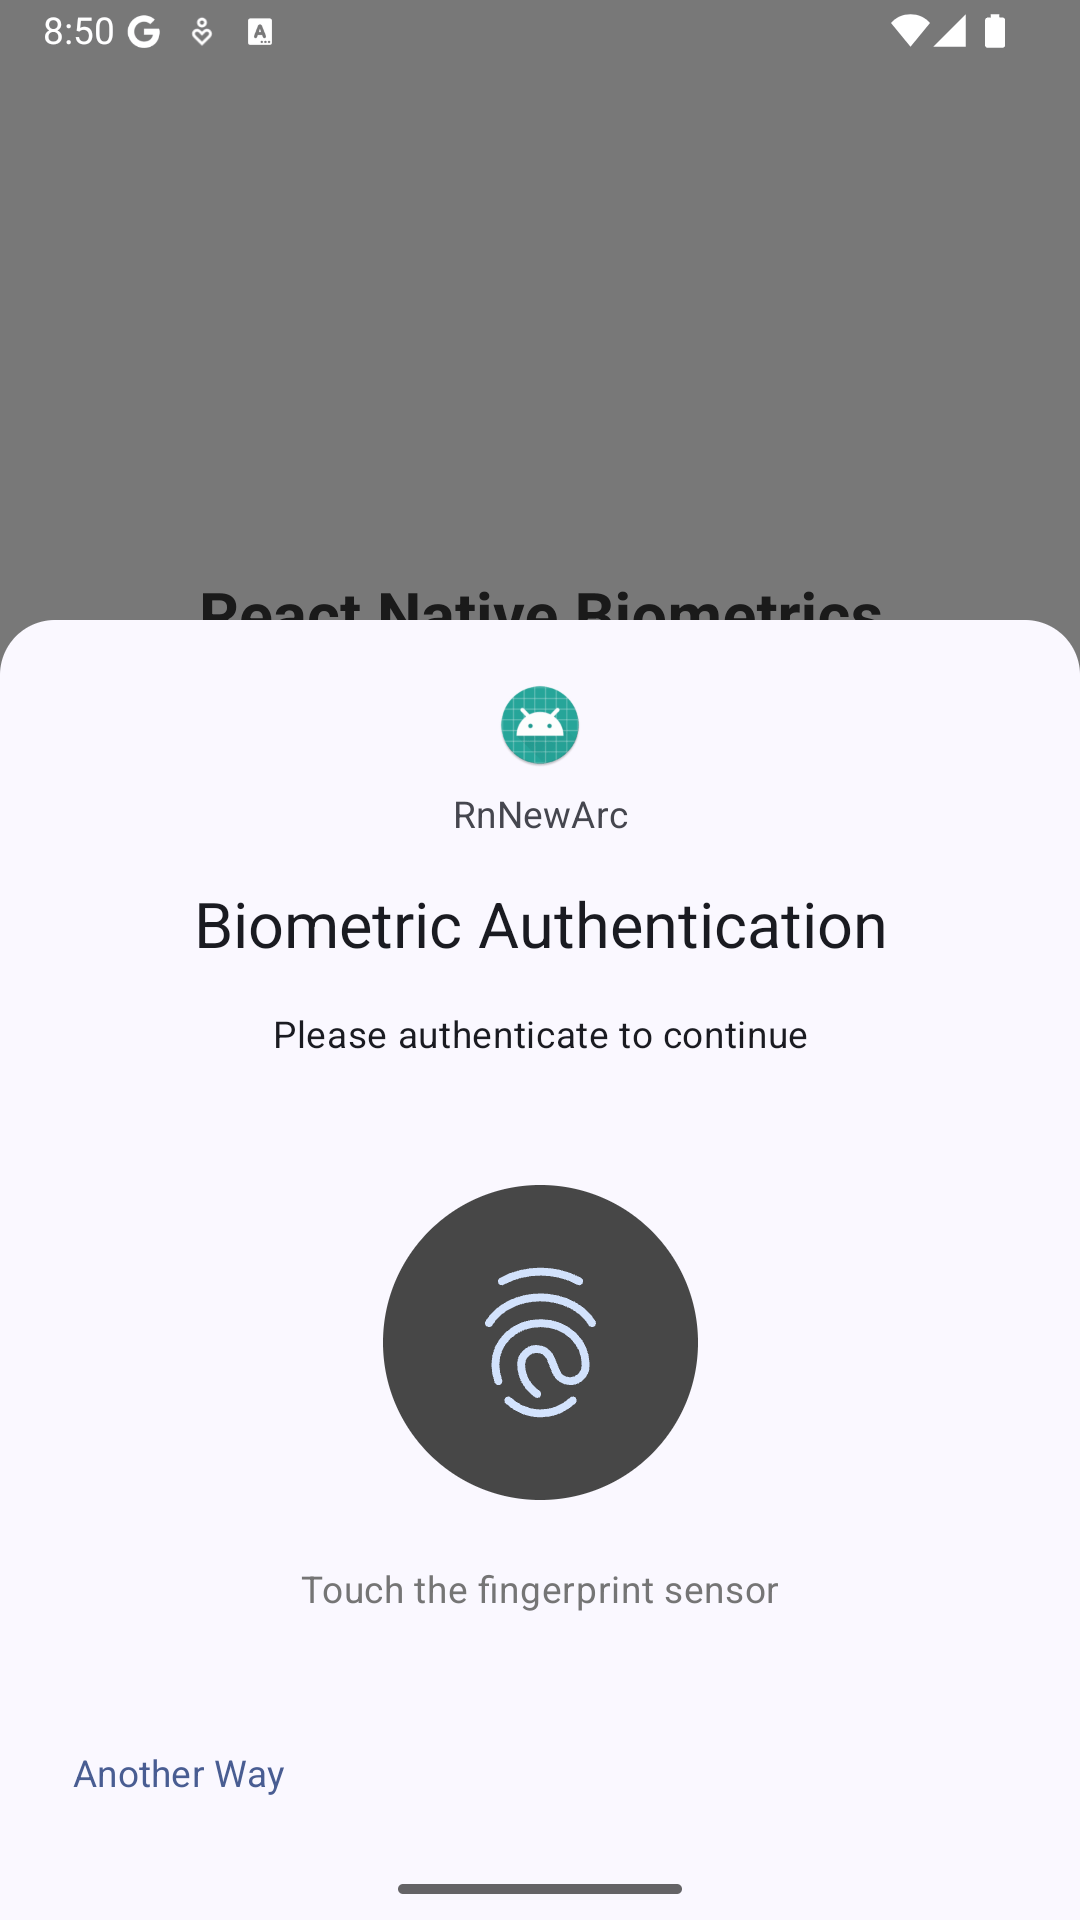 8:50
React Native Biometrics
RnNewArc
Biometric Authentication
Please authenticate to continue
Touch the fingerprint sensor
Another Way